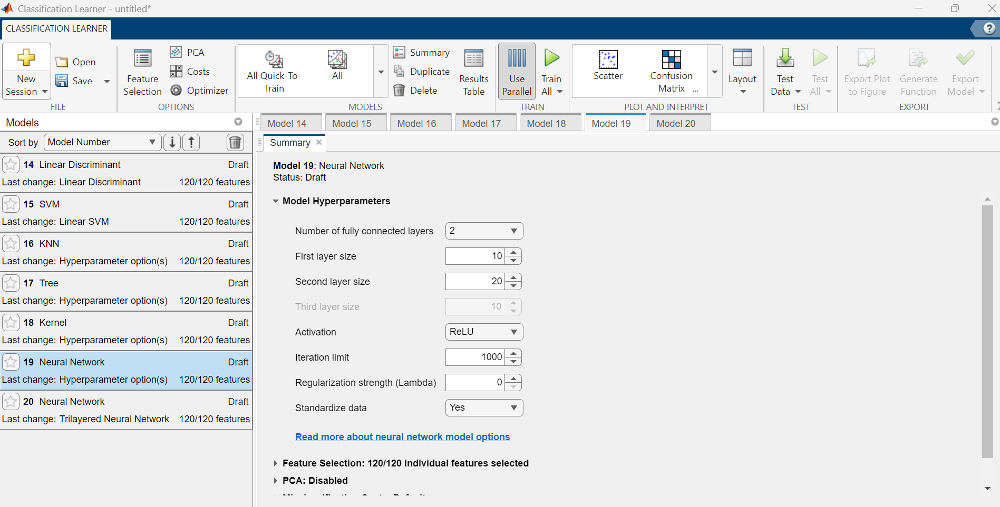 Classification Learner - untitled*
CLASSIFICATION LEARNER
?
New Session
Open
Save
FILE
Feature Selection
PCA
Costs
Optimizer
OPTIONS
All Quick-To-Train
All
Summary
Duplicate
Delete
MODELS
Results Table
Use Parallel
Train All
TRAIN
Scatter
Confusion Matrix ...
Layout
PLOT AND INTERPRET
Test Data
Test All
TEST
Export Plot to Figure
Generate Function
Export Model
EXPORT
Models
Sort by Model Number
14 Linear Discriminant Draft
Last change: Linear Discriminant 120/120 features
15 SVM Draft
Last change: Linear SVM 120/120 features
16 KNN Draft
Last change: Hyperparameter option(s) 120/120 features
17 Tree Draft
Last change: Hyperparameter option(s) 120/120 features
18 Kernel Draft
Last change: Hyperparameter option(s) 120/120 features
19 Neural Network Draft
Last change: Hyperparameter option(s) 120/120 features
20 Neural Network Draft
Last change: Trilayered Neural Network 120/120 features
Model 14 Model 15 Model 16 Model 17 Model 18 Model 19 Model 20
Summary
Model 19: Neural Network
Status: Draft
Model Hyperparameters
Number of fully connected layers 2
First layer size 10
Second layer size 20
Third layer size 10
Activation ReLU
Iteration limit 1000
Regularization strength (Lambda) 0
Standardize data Yes
Read more about neural network model options
Feature Selection: 120/120 individual features selected
PCA: Disabled